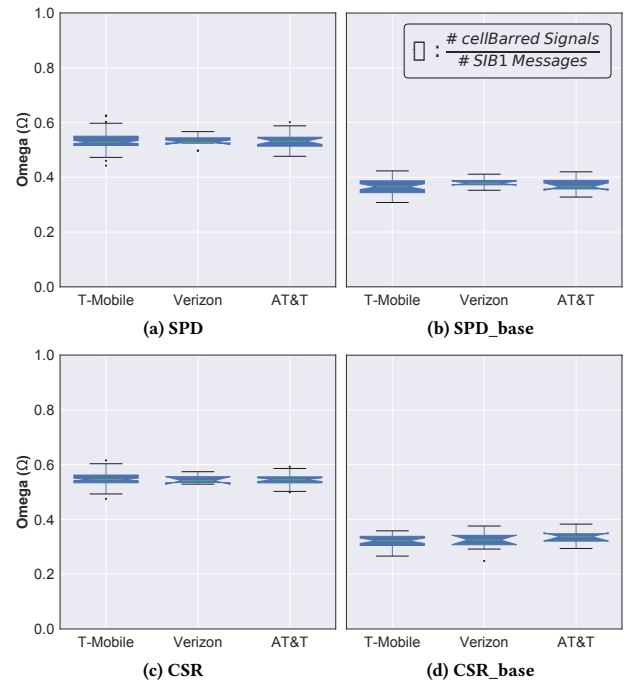 1.0
0.8
0.6
0.4
0.2
0.0
Omega (Ω)
T-Mobile Verizon AT&T
(a) SPD
▯ : # cellBarred Signals
# SIB1 Messages
T-Mobile Verizon AT&T
(b) SPD_base
1.0
0.8
0.6
0.4
0.2
0.0
Omega (Ω)
T-Mobile Verizon AT&T
(c) CSR
T-Mobile Verizon AT&T
(d) CSR_base